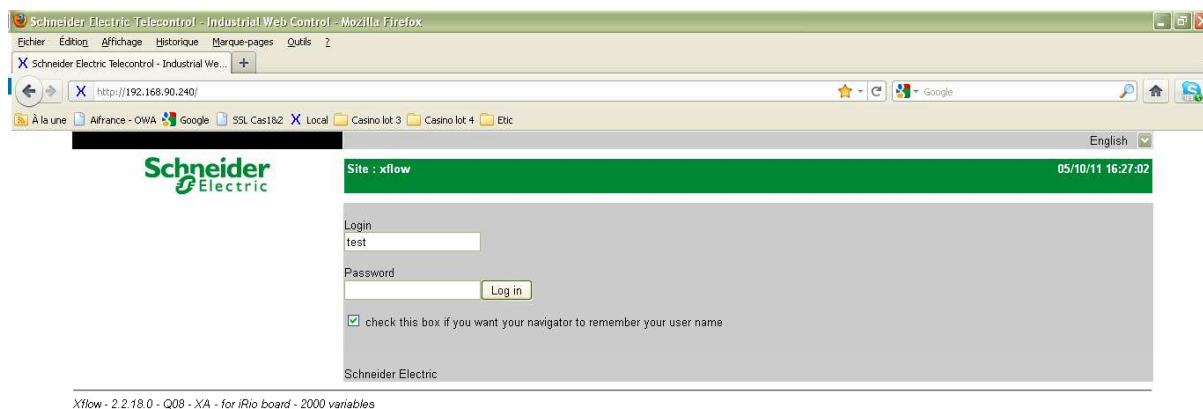 Schneider Electric Telecontrol - Industrial Web Control - Mozilla Firefox
Fichier Édition Affichage Historique Marque-pages Outils ?
Schneider Electric Telecontrol - Industrial We... +
http://192.168.90.240/ Google
À la une Aifrance - OWA Google SSL Cas1&2 Local Casino lot 3 Casino lot 4 Etic
English
Schneider
Electric
Site : xflow 05/10/11 16:27:02
Login
test
Password
Log in
check this box if you want your navigator to remember your user name
Schneider Electric
Xflow - 2.2.18.0 - Q08 - XA - for iRio board - 2000 variables